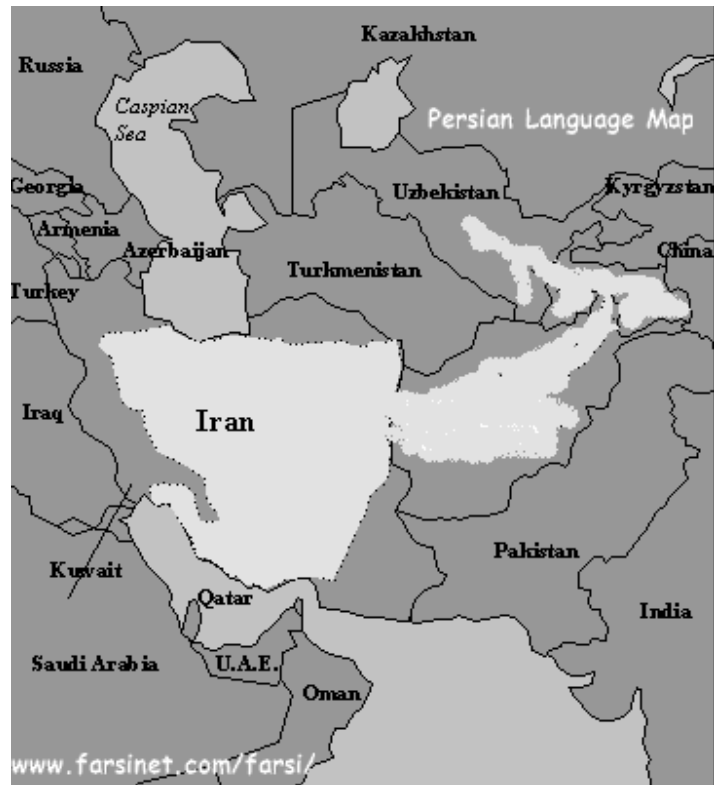 Kazakhstan
Russia
Caspian
Sea
Persian Language Map
Georgia
Uzbekistan
Kyrgyzstan
Armenia
Azerbaijan
China
Turkmenistan
Turkey
Iraq
Iran
Pakistan
Kuwait
Qatar
India
Saudi Arabia
U.A.E.
Oman
www.farsinet.com/farsi/